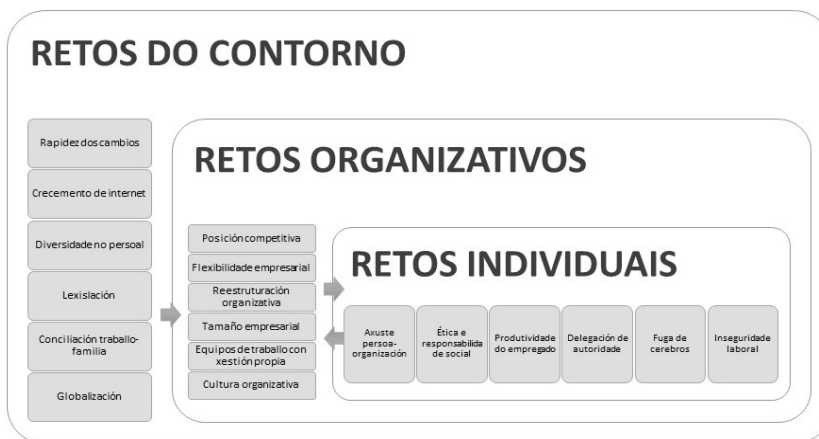 RETOS DO CONTORNO
Rapidez dos cambios
Crecemento de internet
Diversidade no persoal
Lexislación
Conciliación traballo-
familia
Globalización
RETOS ORGANIZATIVOS
Posición competitiva
Flexibilidade empresarial
Reestruturación
organizativa
Tamaño empresarial
Equipos de traballo con
xestión propia
Cultura organizativa
RETOS INDIVIDUAIS
Axuste
persoa-
organización
Ética e
responsabilida
de social
Produtividade
do empregado
Delegación de
autoridade
Fuga de
cerebros
Inseguridade
laboral